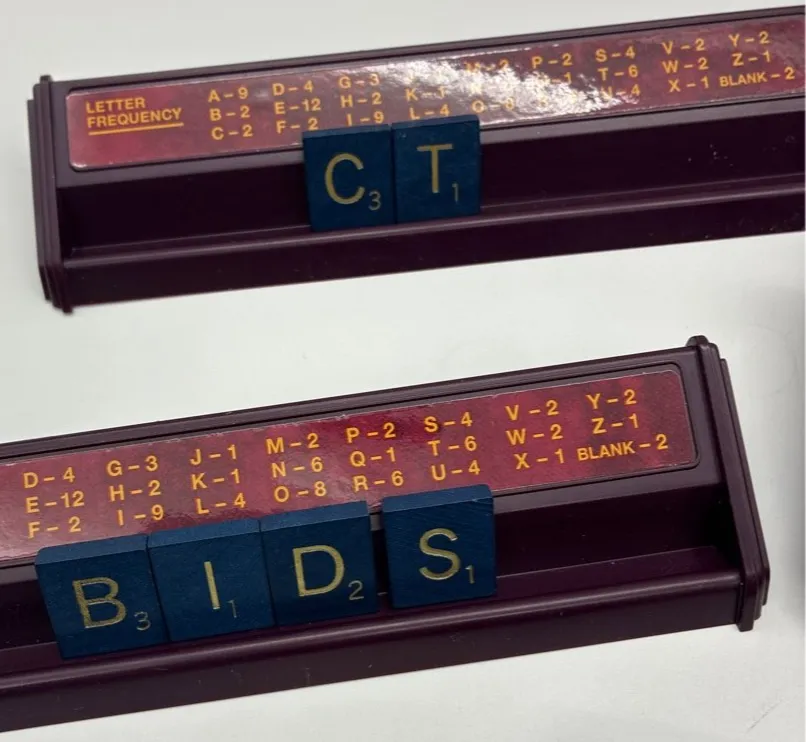 LETTER FREQUENCY
A-9 D-4 G-3 P-2 S-4 V-2 Y-2
B-2 E-12 H-2 T-6 W-2 Z-1
C-2 F-2 I-9 L-4 X-1 BLANK-2
C3 T1
D-4 G-3 J-1 M-2 P-2 S-4 V-2 Y-2
E-12 H-2 K-1 N-6 Q-1 T-6 W-2 Z-1
F-2 I-9 L-4 O-8 R-6 U-4 X-1 BLANK-2
B3 I1 D2 S1